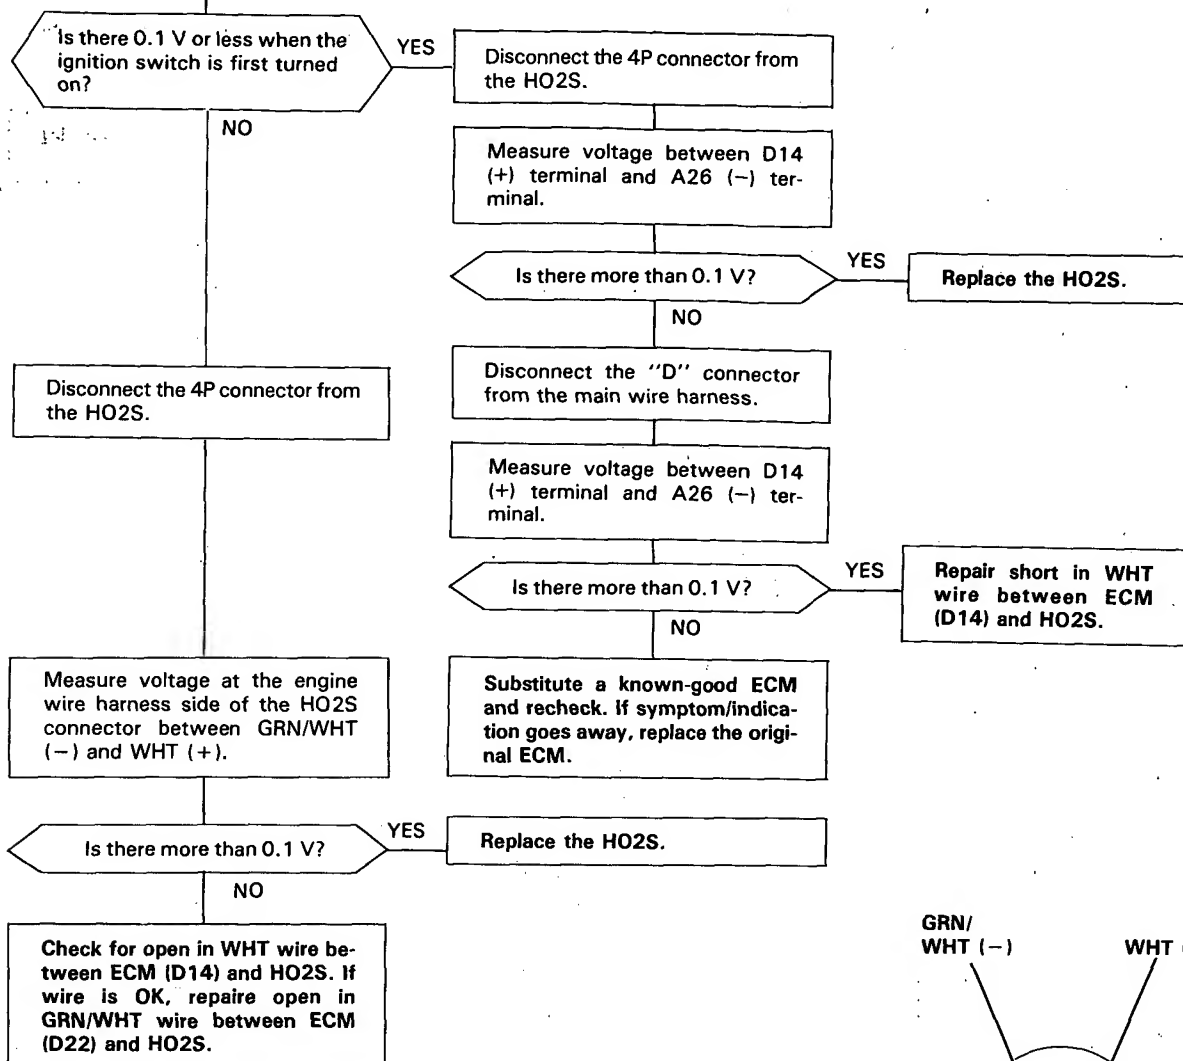 Is there 0.1 V or less when the
ignition switch is first turned
on?
YES
Disconnect the 4P connector from
the HO2S.
NO
Measure voltage between D14
(+) terminal and A26 (−) ter-
minal.
Is there more than 0.1 V?
YES
Replace the HO2S.
NO
Disconnect the 4P connector from
the HO2S.
Disconnect the "D" connector
from the main wire harness.
Measure voltage between D14
(+) terminal and A26 (−) ter-
minal.
Is there more than 0.1 V?
YES
Repair short in WHT
wire between ECM
(D14) and HO2S.
NO
Measure voltage at the engine
wire harness side of the HO2S
connector between GRN/WHT
(−) and WHT (+).
Substitute a known-good ECM
and recheck. If symptom/indica-
tion goes away, replace the origi-
nal ECM.
Is there more than 0.1 V?
YES
Replace the HO2S.
NO
Check for open in WHT wire be-
tween ECM (D14) and HO2S. If
wire is OK, repaire open in
GRN/WHT wire between ECM
(D22) and HO2S.
GRN/
WHT (−)
WHT (